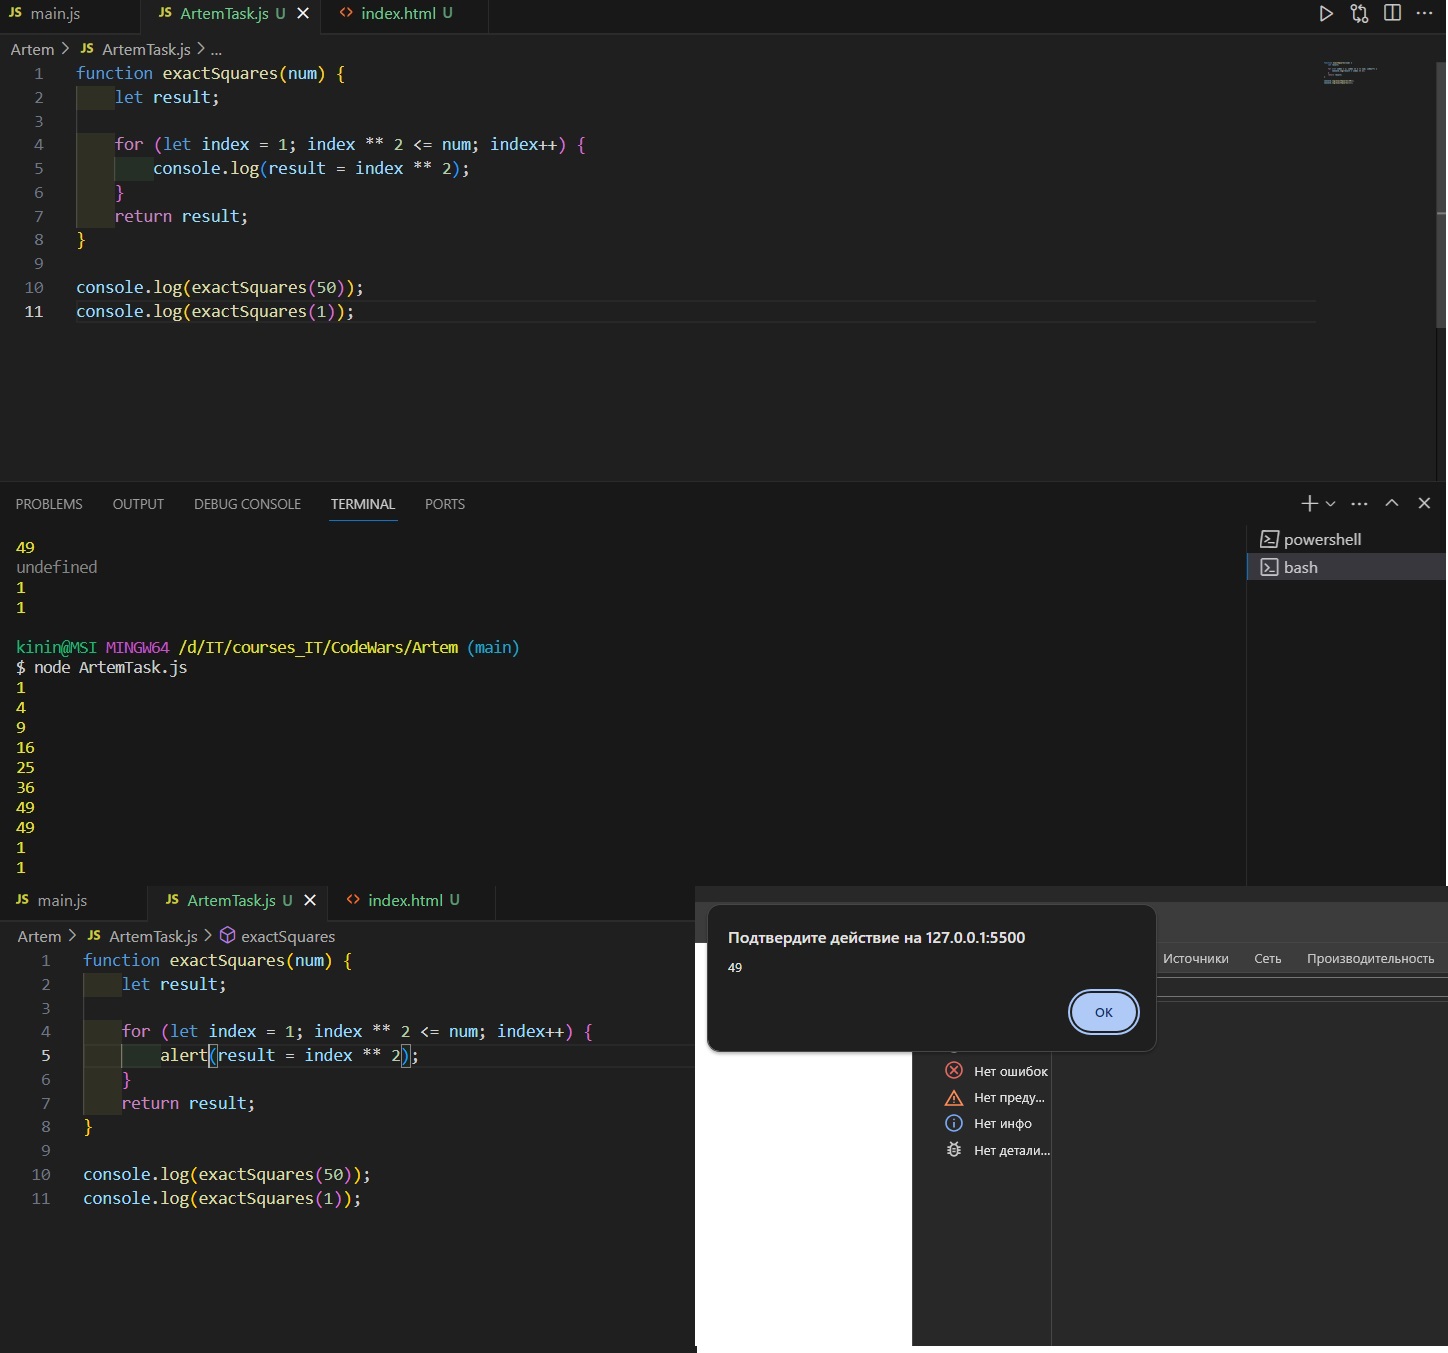 JS main.js JS ArtemTask.js U <> index.html U
Artem > JS ArtemTask.js > ...
1 function exactSquares(num) {
2 let result;
3
4 for (let index = 1; index ** 2 <= num; index++) {
5 console.log(result = index ** 2);
6 }
7 return result;
8 }
9
10 console.log(exactSquares(50));
11 console.log(exactSquares(1));
PROBLEMS OUTPUT DEBUG CONSOLE TERMINAL PORTS
powershell
bash
49
undefined
1
1
kinin@MSI MINGW64 /d/IT/courses_IT/CodeWars/Artem (main)
$ node ArtemTask.js
1
4
9
16
25
36
49
49
1
1
JS main.js JS ArtemTask.js U <> index.html U
Artem > JS ArtemTask.js > exactSquares
1 function exactSquares(num) {
2 let result;
3
4 for (let index = 1; index ** 2 <= num; index++) {
5 alert(result = index ** 2);
6 }
7 return result;
8 }
9
10 console.log(exactSquares(50));
11 console.log(exactSquares(1));
Подтвердите действие на 127.0.0.1:5500
49
ОК
Источники Сеть Производительность
Нет ошибок
Нет преду...
Нет инфо
Нет детали...